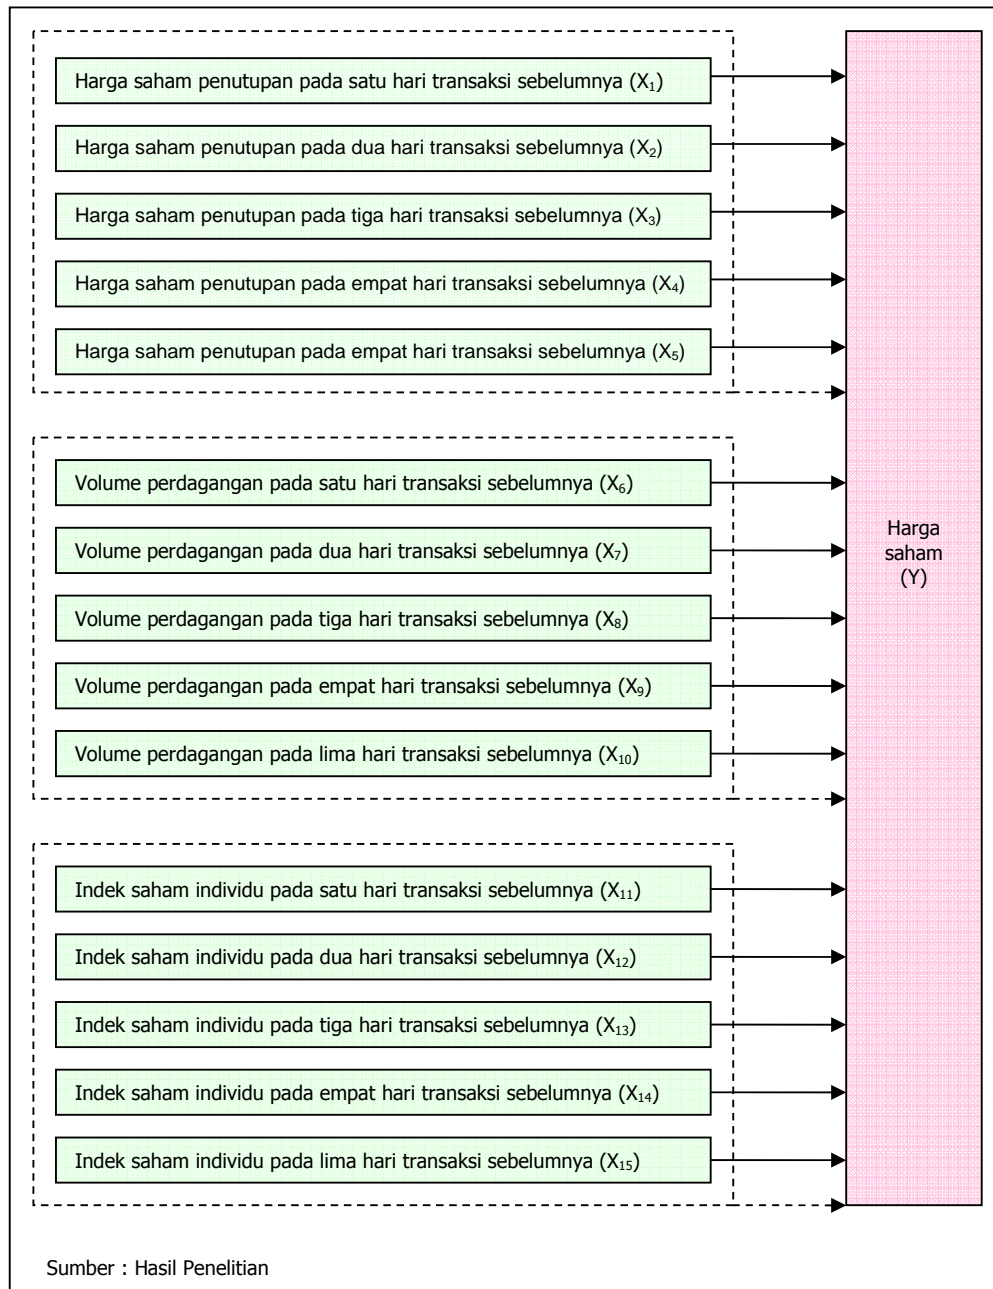 Harga saham penutupan pada satu hari transaksi sebelumnya (X₁)
Harga saham penutupan pada dua hari transaksi sebelumnya (X₂)
Harga saham penutupan pada tiga hari transaksi sebelumnya (X₃)
Harga saham penutupan pada empat hari transaksi sebelumnya (X₄)
Harga saham penutupan pada empat hari transaksi sebelumnya (X₅)
Volume perdagangan pada satu hari transaksi sebelumnya (X₆)
Volume perdagangan pada dua hari transaksi sebelumnya (X₇)
Volume perdagangan pada tiga hari transaksi sebelumnya (X₈)
Volume perdagangan pada empat hari transaksi sebelumnya (X₉)
Volume perdagangan pada lima hari transaksi sebelumnya (X₁₀)
Indek saham individu pada satu hari transaksi sebelumnya (X₁₁)
Indek saham individu pada dua hari transaksi sebelumnya (X₁₂)
Indek saham individu pada tiga hari transaksi sebelumnya (X₁₃)
Indek saham individu pada empat hari transaksi sebelumnya (X₁₄)
Indek saham individu pada lima hari transaksi sebelumnya (X₁₅)
Harga
saham
(Y)
Sumber : Hasil Penelitian